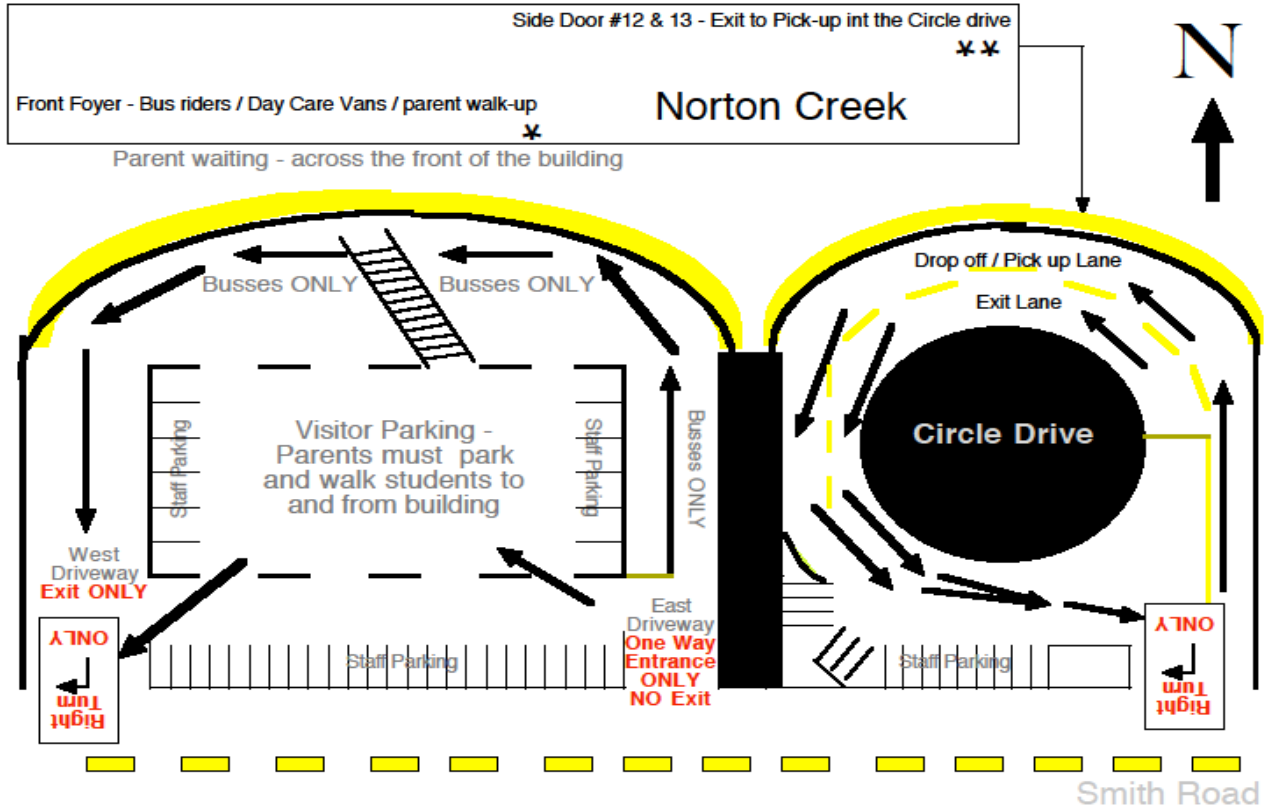 Side Door #12 & 13 - Exit to Pick-up int the Circle drive
* *
N
Front Foyer - Bus riders / Day Care Vans / parent walk-up
*
Norton Creek
Parent waiting - across the front of the building
Busses ONLY
Busses ONLY
Drop off / Pick up Lane
Exit Lane
Staff Parking
Visitor Parking -
Parents must park
and walk students to
and from building
Staff Parking
Busses ONLY
Circle Drive
West
Driveway
Exit ONLY
East
Driveway
One Way
Entrance
ONLY
NO Exit
ONLY
Right
Turn
Staff Parking
Staff Parking
ONLY
Right
Turn
Smith Road